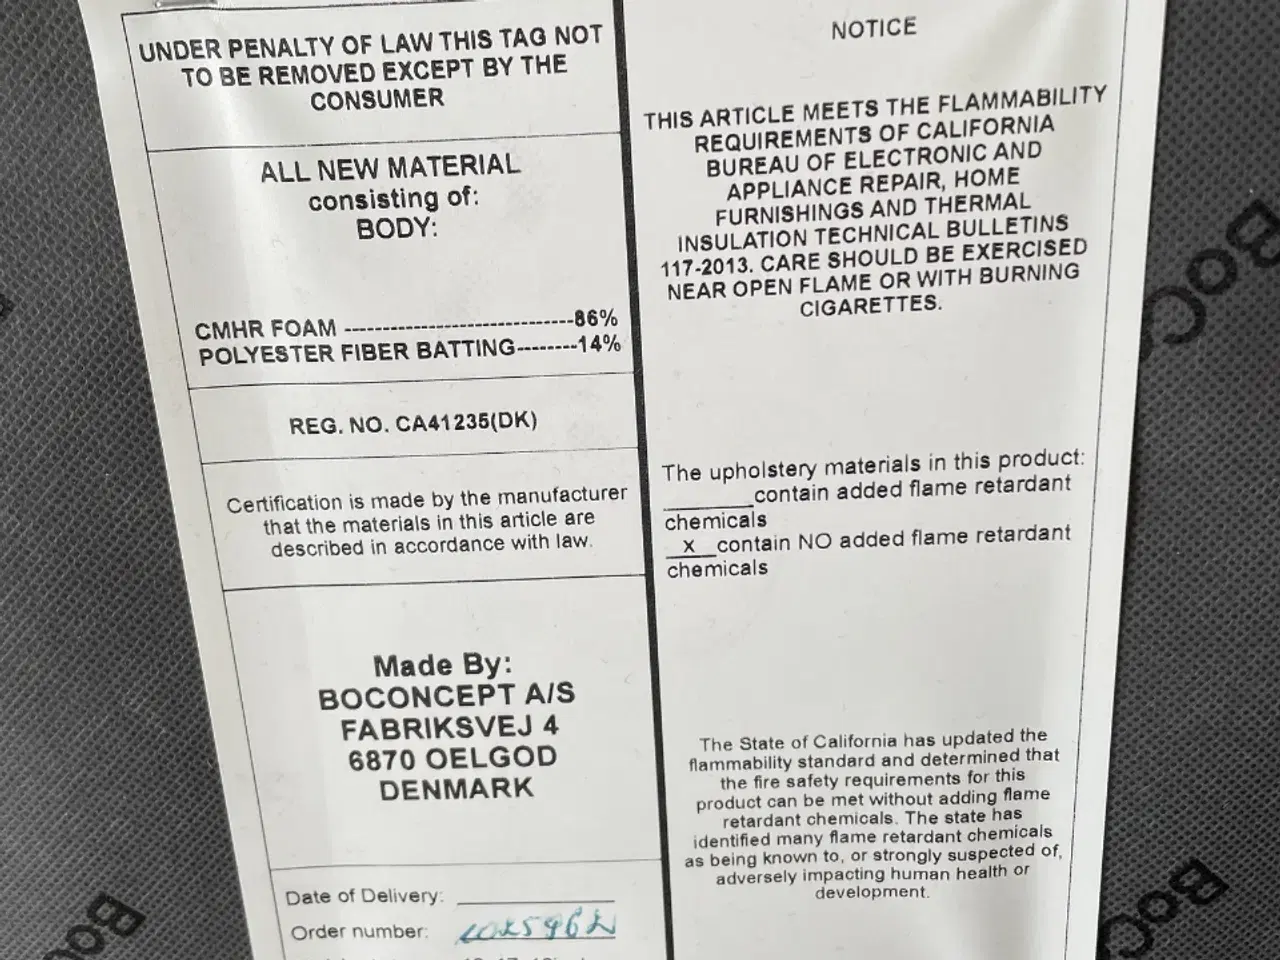 UNDER PENALTY OF LAW THIS TAG NOT
TO BE REMOVED EXCEPT BY THE
CONSUMER
ALL NEW MATERIAL
consisting of:
BODY:
CMHR FOAM ------------------------------86%
POLYESTER FIBER BATTING--------14%
REG. NO. CA41235(DK)
Certification is made by the manufacturer
that the materials in this article are
described in accordance with law.
Made By:
BOCONCEPT A/S
FABRIKSVEJ 4
6870 OELGOD
DENMARK
Date of Delivery:
Order number:
NOTICE
THIS ARTICLE MEETS THE FLAMMABILITY
REQUIREMENTS OF CALIFORNIA
BUREAU OF ELECTRONIC AND
APPLIANCE REPAIR, HOME
FURNISHINGS AND THERMAL
INSULATION TECHNICAL BULLETINS
117-2013. CARE SHOULD BE EXERCISED
NEAR OPEN FLAME OR WITH BURNING
CIGARETTES.
The upholstery materials in this product:
________contain added flame retardant
chemicals
x contain NO added flame retardant
chemicals
The State of California has updated the
flammability standard and determined that
the fire safety requirements for this
product can be met without adding flame
retardant chemicals. The state has
identified many flame retardant chemicals
as being known to, or strongly suspected of,
adversely impacting human health or
development.
BoC
BoC
BoC